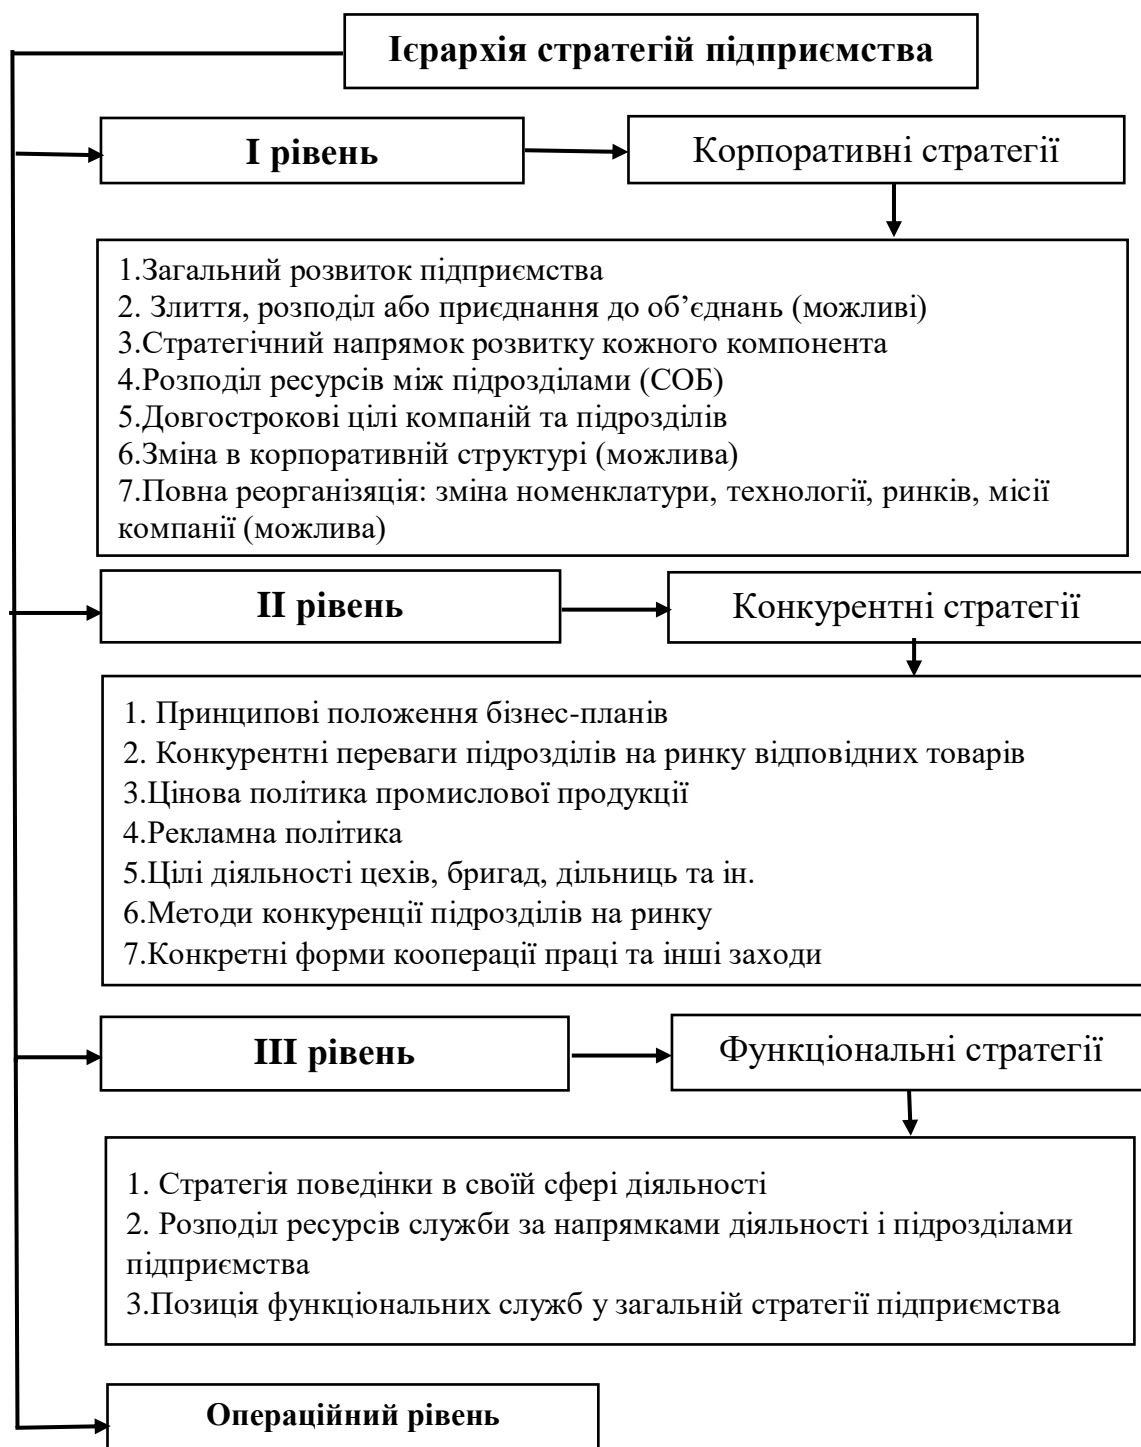 Ієрархія стратегій підприємства
І рівень
Корпоративні стратегії
1.Загальний розвиток підприємства
2. Злиття, розподіл або приєднання до об’єднань (можливі)
3.Стратегічний напрямок розвитку кожного компонента
4.Розподіл ресурсів між підрозділами (СОБ)
5.Довгострокові цілі компаній та підрозділів
6.Зміна в корпоративній структурі (можлива)
7.Повна реорганізяція: зміна номенклатури, технології, ринків, місії
компанії (можлива)
ІІ рівень
Конкурентні стратегії
1. Принципові положення бізнес-планів
2. Конкурентні переваги підрозділів на ринку відповідних товарів
3.Цінова політика промислової продукції
4.Рекламна політика
5.Цілі діяльності цехів, бригад, дільниць та ін.
6.Методи конкуренції підрозділів на ринку
7.Конкретні форми кооперації праці та інші заходи
ІІІ рівень
Функціональні стратегії
1. Стратегія поведінки в своїй сфері діяльності
2. Розподіл ресурсів служби за напрямками діяльності і підрозділами
підприємства
3.Позиція функціональних служб у загальній стратегії підприємства
Операційний рівень